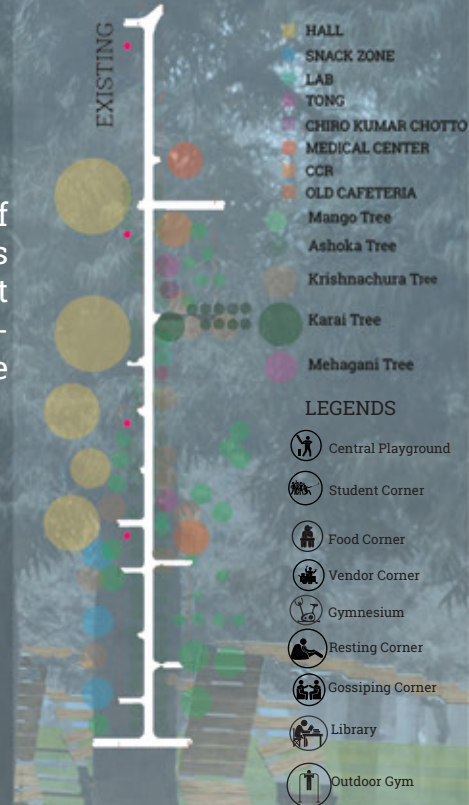 EXISTING
f
s
t
-
e
HALL
SNACK ZONE
LAB
TONG
CHIRO KUMAR CHOTTO
MEDICAL CENTER
CCR
OLD CAFETERIA
Mango Tree
Ashoka Tree
Krishnachura Tree
Karai Tree
Mehagani Tree
LEGENDS
Central Playground
Student Corner
Food Corner
Vendor Corner
Gymnesium
Resting Corner
Gossiping Corner
Library
Outdoor Gym